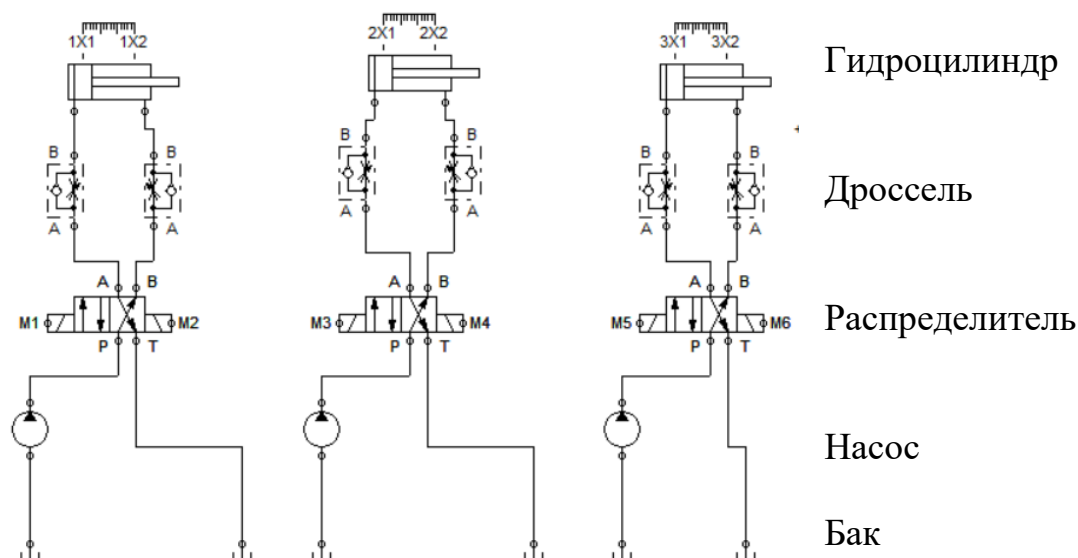 1X1 1X2 2X1 2X2 3X1 3X2
Гидроцилиндр
B B B B B B
Дроссель
A A A A A A
A B A B A B
M1 M2 M3 M4 M5 M6
Распределитель
P T P T P T
Насос
Бак